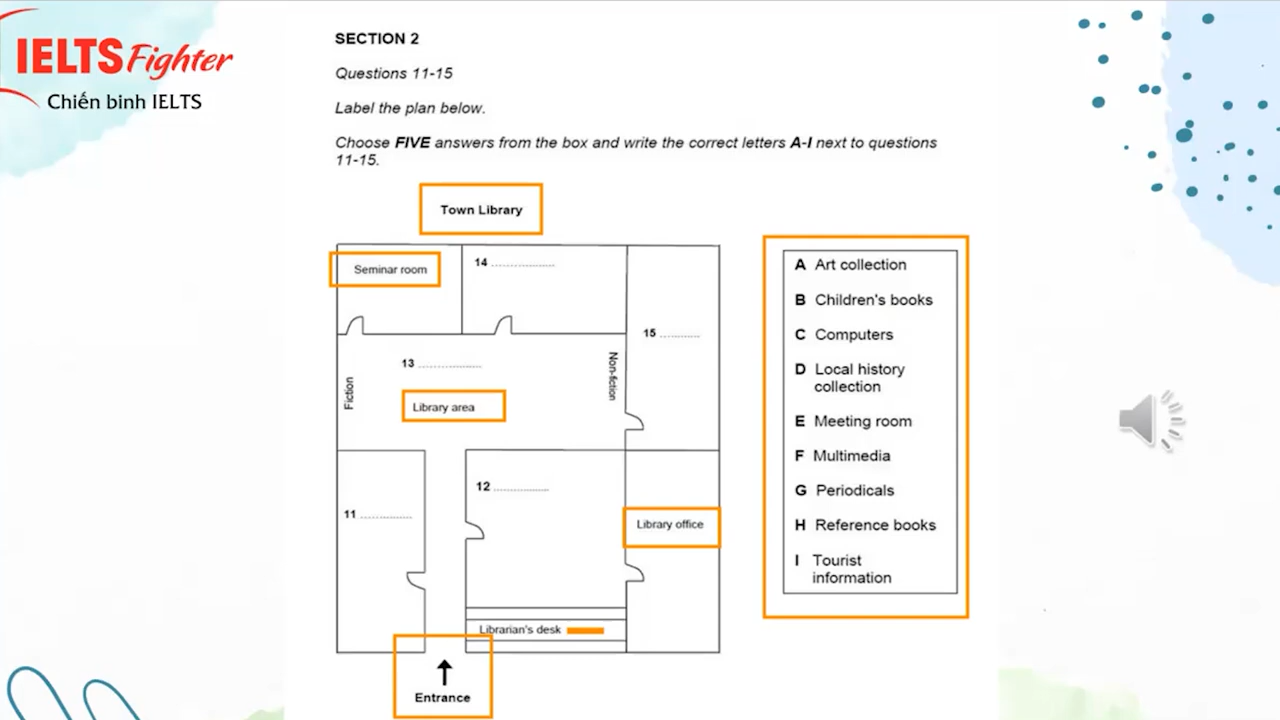 IELTS Fighter
Chiến binh IELTS
SECTION 2
Questions 11-15
Label the plan below.
Choose FIVE answers from the box and write the correct letters A-I next to questions
11-15.
Town Library
Seminar room
14 ....................
15 ............
13 ....................
Fiction
Non-fiction
Library area
12 ..................
11 .................
Library office
Librarian's desk
Entrance
A Art collection
B Children's books
C Computers
D Local history
collection
E Meeting room
F Multimedia
G Periodicals
H Reference books
I Tourist
information